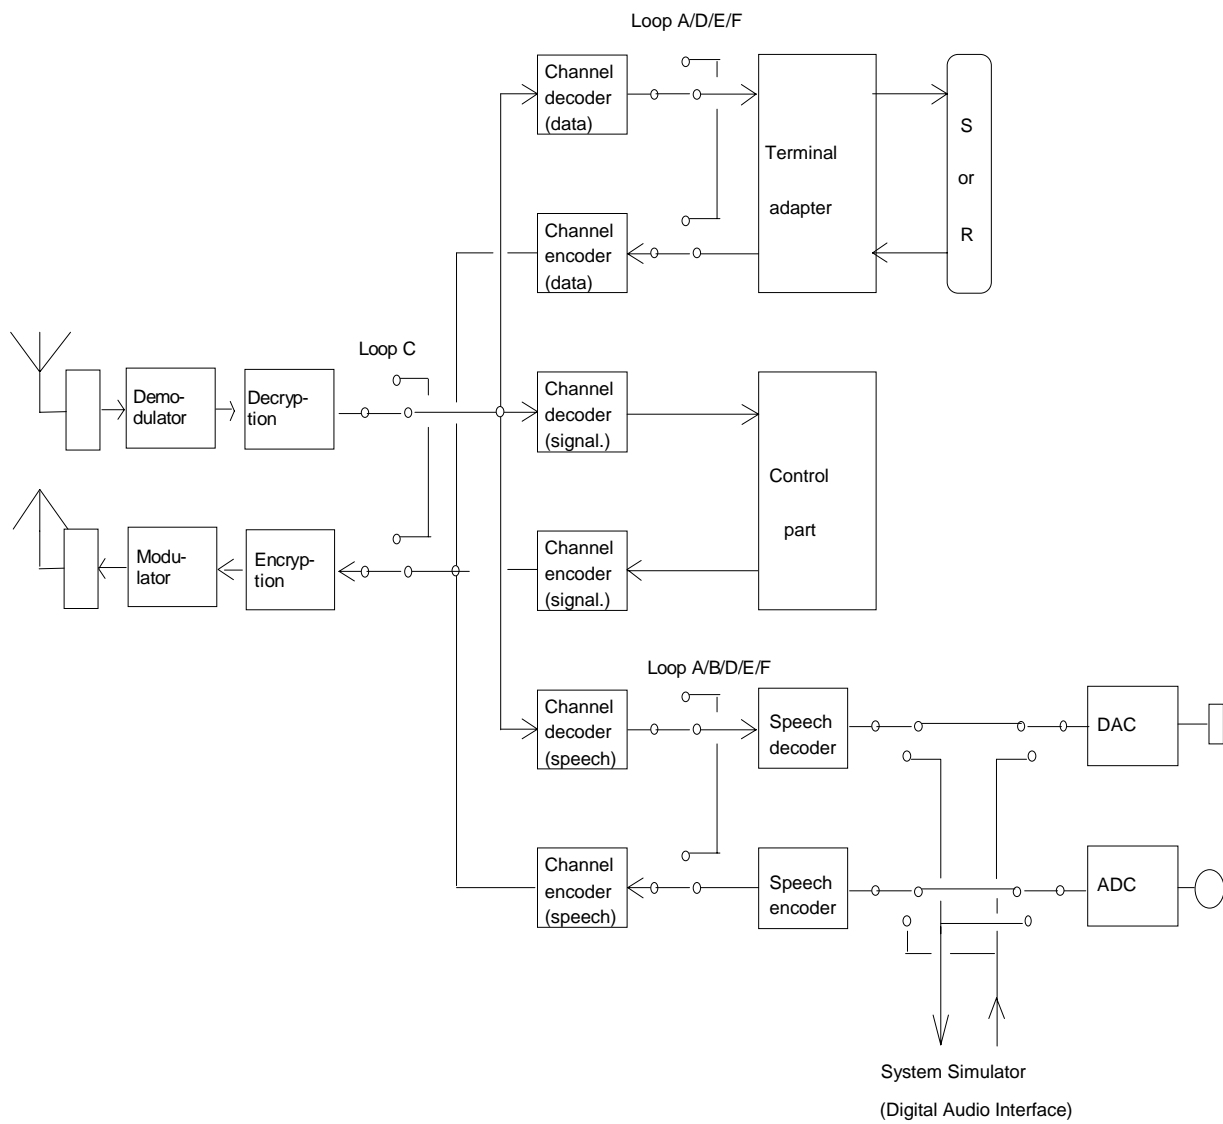 Loop A/D/E/F
Channel
decoder
(data)
Terminal
adapter
S
or
R
Channel
encoder
(data)
Loop C
Demo-
dulator
Decryp-
tion
Channel
decoder
(signal.)
Control
part
Modu-
lator
Encryp-
tion
Channel
encoder
(signal.)
Loop A/B/D/E/F
Channel
decoder
(speech)
Speech
decoder
DAC
Channel
encoder
(speech)
Speech
encoder
ADC
System Simulator
(Digital Audio Interface)